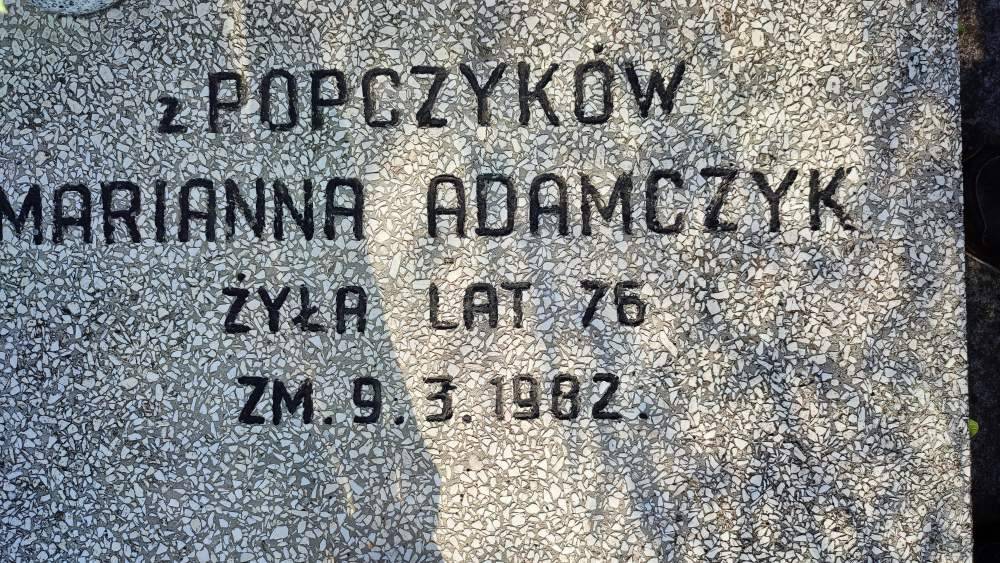 z POPCZYKÓW
MARIANNA ADAMCZYK
ŻYŁA LAT 76
ZM. 9. 3. 1982.